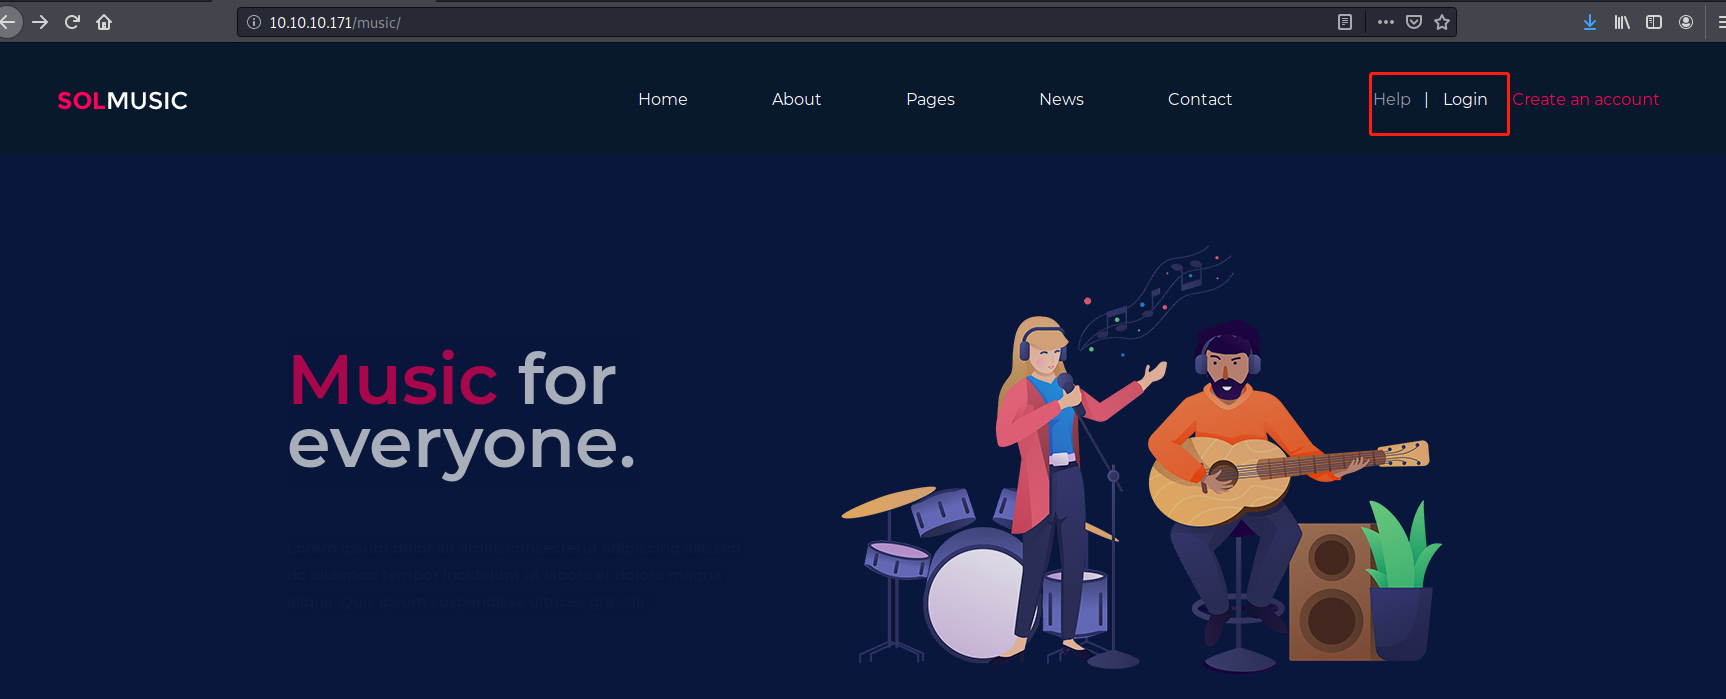 10.10.10.171/music/
SOLMUSIC
Home About Pages News Contact Help | Login Create an account
Music for
everyone.
Lorem ipsum dolor sit amet, consectetur adipiscing elit, sed
do eiusmod tempor incididunt ut labore et dolore magna
aliqua. Quis ipsum suspendisse ultrices gravida.